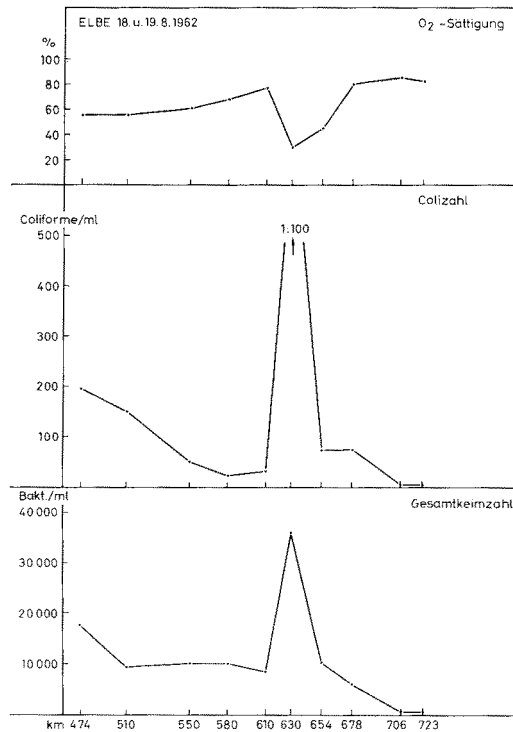 ELBE 18.u.19.8.1962
O2-Sättigung
%
100
80
60
40
20
Colizahl
Coliforme/ml
1:100
500
400
300
200
100
Bakt./ml
Gesamtkeimzahl
40 000
30 000
20 000
10 000
km 474 510 550 580 610 630 654 678 706 723